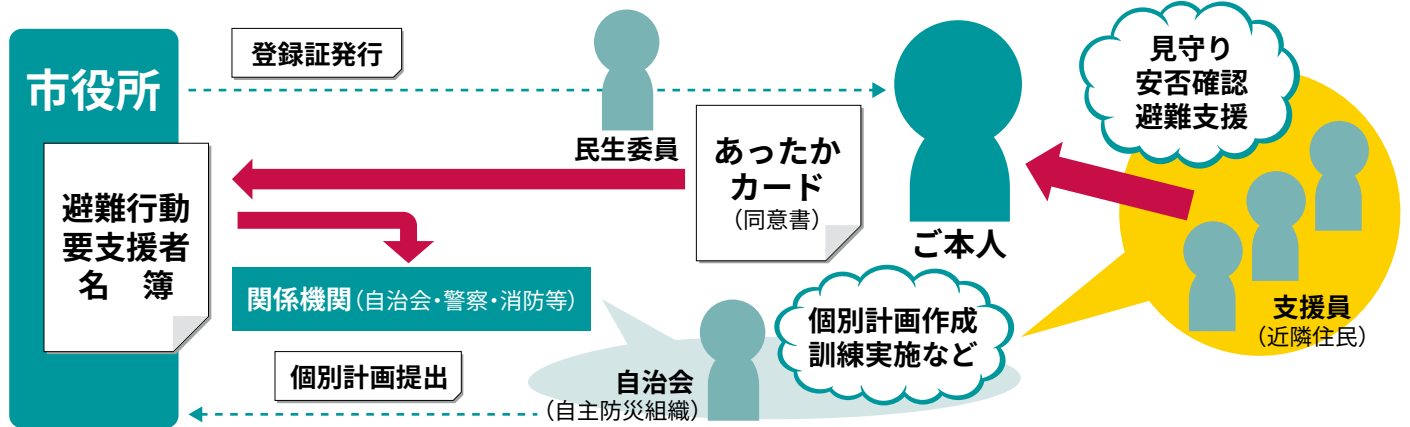 市役所
登録証発行
避難行動
要支援者
名　簿
民生委員
あったか
カード
（同意書）
ご本人
見守り
安否確認
避難支援
支援員
（近隣住民）
関係機関（自治会・警察・消防等）
個別計画作成
訓練実施など
個別計画提出
自治会
（自主防災組織）